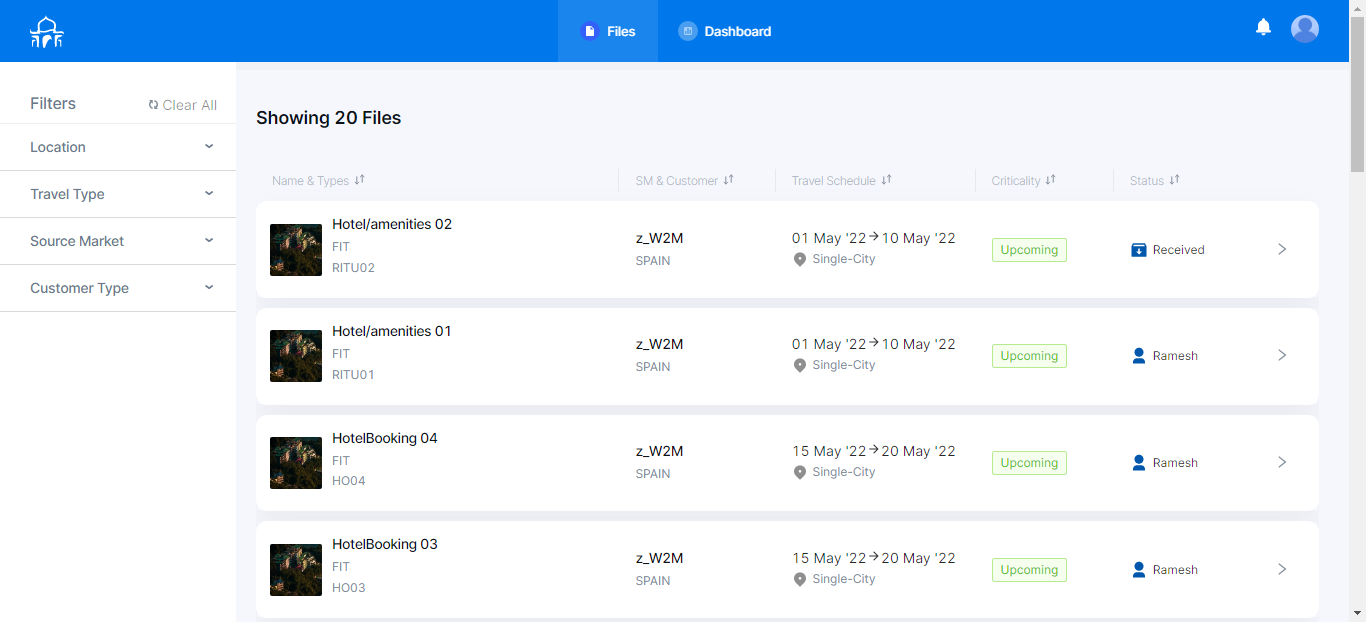 Files
Dashboard
Filters
Clear All
Location
Travel Type
Source Market
Customer Type
Showing 20 Files
Name & Types
SM & Customer
Travel Schedule
Criticality
Status
Hotel/amenities 02
FIT
RITU02
z_W2M
SPAIN
01 May '22 → 10 May '22
Single-City
Upcoming
Received
Hotel/amenities 01
FIT
RITU01
z_W2M
SPAIN
01 May '22 → 10 May '22
Single-City
Upcoming
Ramesh
HotelBooking 04
FIT
HO04
z_W2M
SPAIN
15 May '22 → 20 May '22
Single-City
Upcoming
Ramesh
HotelBooking 03
FIT
HO03
z_W2M
SPAIN
15 May '22 → 20 May '22
Single-City
Upcoming
Ramesh